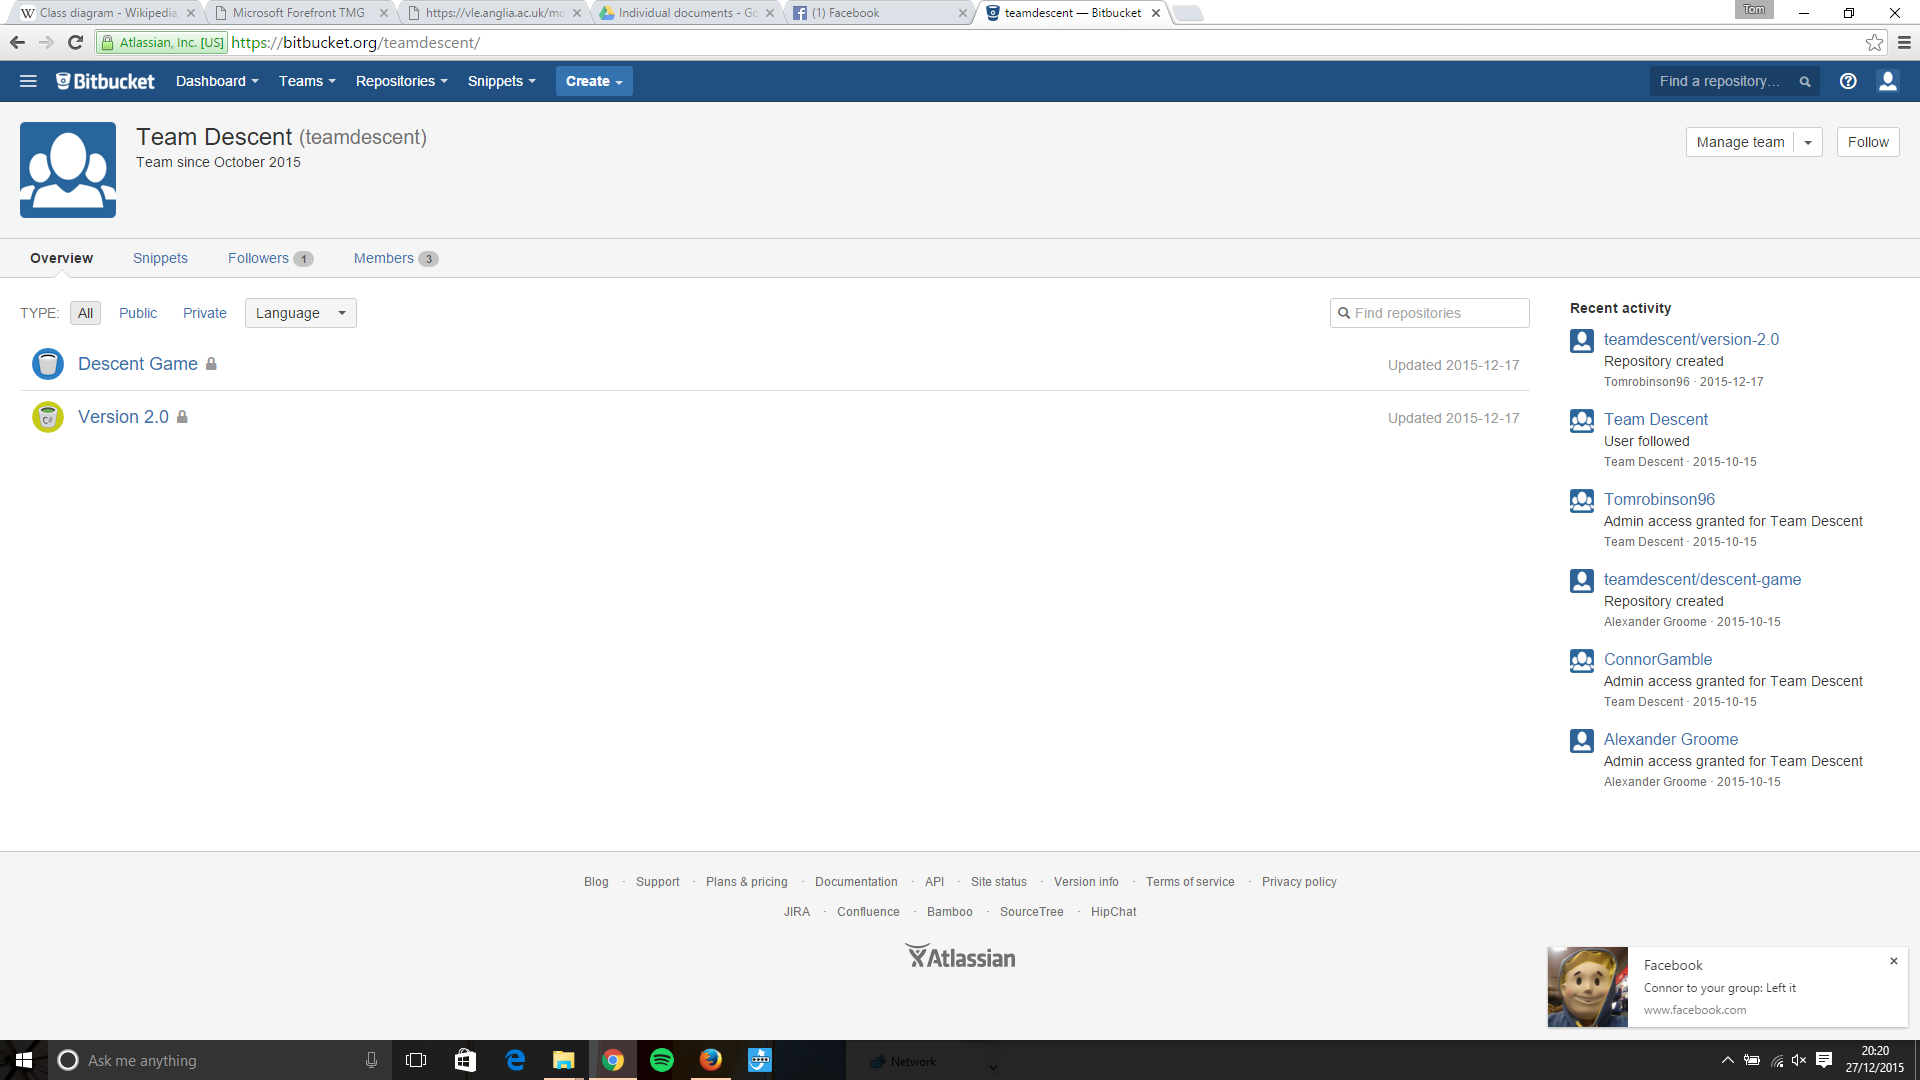 Class diagram - Wikipedia,
Microsoft Forefront TMG
https://vle.anglia.ac.uk/mo
Individual documents - Go
(1) Facebook
teamdescent — Bitbucket
Tom
Atlassian, Inc. [US]
https://bitbucket.org/teamdescent/
Bitbucket
Dashboard
Teams
Repositories
Snippets
Create
Find a repository...
Team Descent (teamdescent)
Team since October 2015
Manage team
Follow
Overview
Snippets
Followers 1
Members 3
TYPE: All Public Private Language
Find repositories
Descent Game
Updated 2015-12-17
Version 2.0
Updated 2015-12-17
Recent activity
teamdescent/version-2.0
Repository created
Tomrobinson96 · 2015-12-17
Team Descent
User followed
Team Descent · 2015-10-15
Tomrobinson96
Admin access granted for Team Descent
Team Descent · 2015-10-15
teamdescent/descent-game
Repository created
Alexander Groome · 2015-10-15
ConnorGamble
Admin access granted for Team Descent
Team Descent · 2015-10-15
Alexander Groome
Admin access granted for Team Descent
Alexander Groome · 2015-10-15
Blog · Support · Plans & pricing · Documentation · API · Site status · Version info · Terms of service · Privacy policy
JIRA · Confluence · Bamboo · SourceTree · HipChat
Atlassian
Facebook
Connor to your group: Left it
www.facebook.com
Ask me anything
Network
20:20
27/12/2015